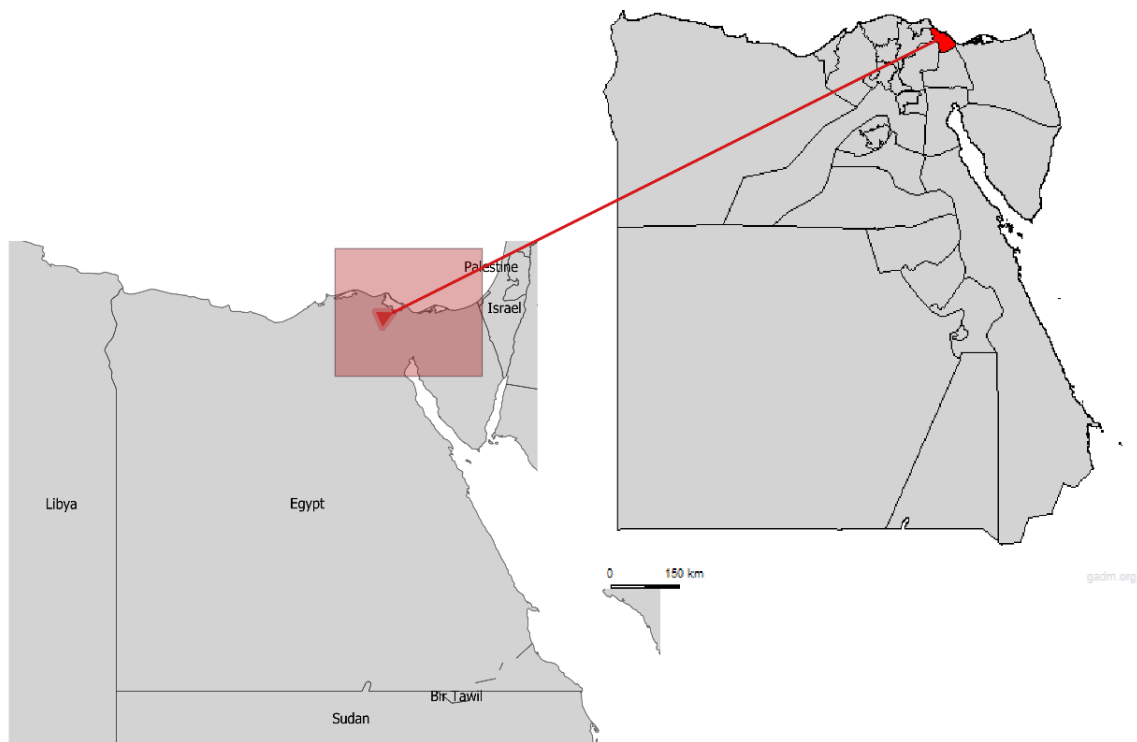 Palestine
Israel
Libya
Egypt
Bir Tawil
Sudan
0 150 km
gadm.org